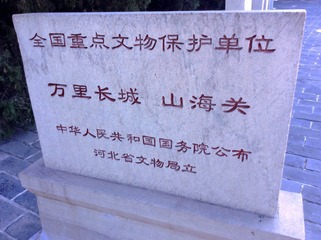 全国重点文物保护单位
万里长城 山海关
中华人民共和国国务院公布
河北省文物局立